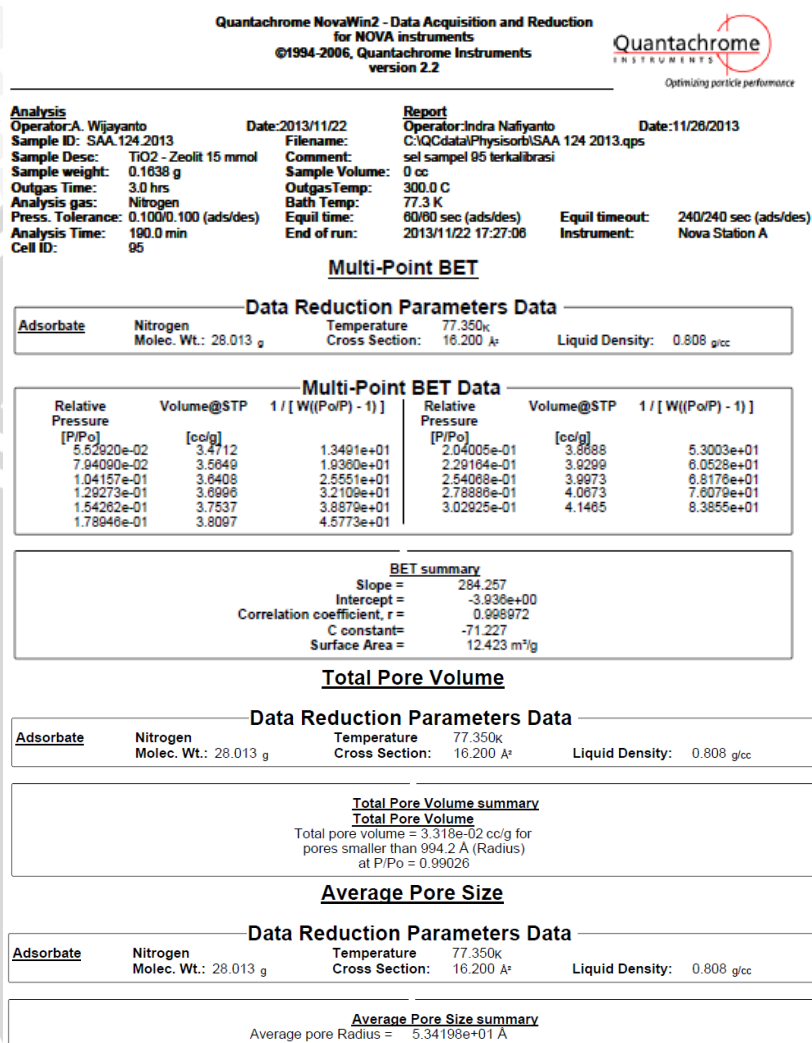 Quantachrome NovaWin2 - Data Acquisition and Reduction
for NOVA instruments
©1994-2006, Quantachrome Instruments
version 2.2
Quantachrome
INSTRUMENTS
Optimizing particle performance
Analysis Report
Operator:A. Wijayanto Date:2013/11/22 Operator:Indra Nafiyanto Date:11/26/2013
Sample ID: SAA.124.2013 Filename: C:\QCdata\Physisorb\SAA 124 2013.qps
Sample Desc: TiO2 - Zeolit 15 mmol Comment: sel sampel 95 terkalibrasi
Sample weight: 0.1638 g Sample Volume: 0 cc
Outgas Time: 3.0 hrs OutgasTemp: 300.0 C
Analysis gas: Nitrogen Bath Temp: 77.3 K
Press. Tolerance: 0.100/0.100 (ads/des) Equil time: 60/60 sec (ads/des) Equil timeout: 240/240 sec (ads/des)
Analysis Time: 190.0 min End of run: 2013/11/22 17:27:06 Instrument: Nova Station A
Cell ID: 95
Multi-Point BET
Data Reduction Parameters Data
Adsorbate Nitrogen Temperature 77.350K
Molec. Wt.: 28.013 g Cross Section: 16.200 Å² Liquid Density: 0.808 g/cc
Multi-Point BET Data
Relative Volume@STP 1 / [ W((Po/P) - 1) ] Relative Volume@STP 1 / [ W((Po/P) - 1) ]
Pressure Pressure
[P/Po] [cc/g] [P/Po] [cc/g]
5.52920e-02 3.4712 1.3491e+01 2.04005e-01 3.8688 5.3003e+01
7.94090e-02 3.5649 1.9360e+01 2.29164e-01 3.9299 6.0528e+01
1.04157e-01 3.6408 2.5551e+01 2.54068e-01 3.9973 6.8176e+01
1.29273e-01 3.6996 3.2109e+01 2.78886e-01 4.0673 7.6079e+01
1.54262e-01 3.7537 3.8879e+01 3.02925e-01 4.1465 8.3855e+01
1.78946e-01 3.8097 4.5773e+01
BET summary
Slope = 284.257
Intercept = -3.936e+00
Correlation coefficient, r = 0.998972
C constant= -71.227
Surface Area = 12.423 m²/g
Total Pore Volume
Data Reduction Parameters Data
Adsorbate Nitrogen Temperature 77.350K
Molec. Wt.: 28.013 g Cross Section: 16.200 Å² Liquid Density: 0.808 g/cc
Total Pore Volume summary
Total Pore Volume
Total pore volume = 3.318e-02 cc/g for
pores smaller than 994.2 Å (Radius)
at P/Po = 0.99026
Average Pore Size
Data Reduction Parameters Data
Adsorbate Nitrogen Temperature 77.350K
Molec. Wt.: 28.013 g Cross Section: 16.200 Å² Liquid Density: 0.808 g/cc
Average Pore Size summary
Average pore Radius = 5.34198e+01 Å